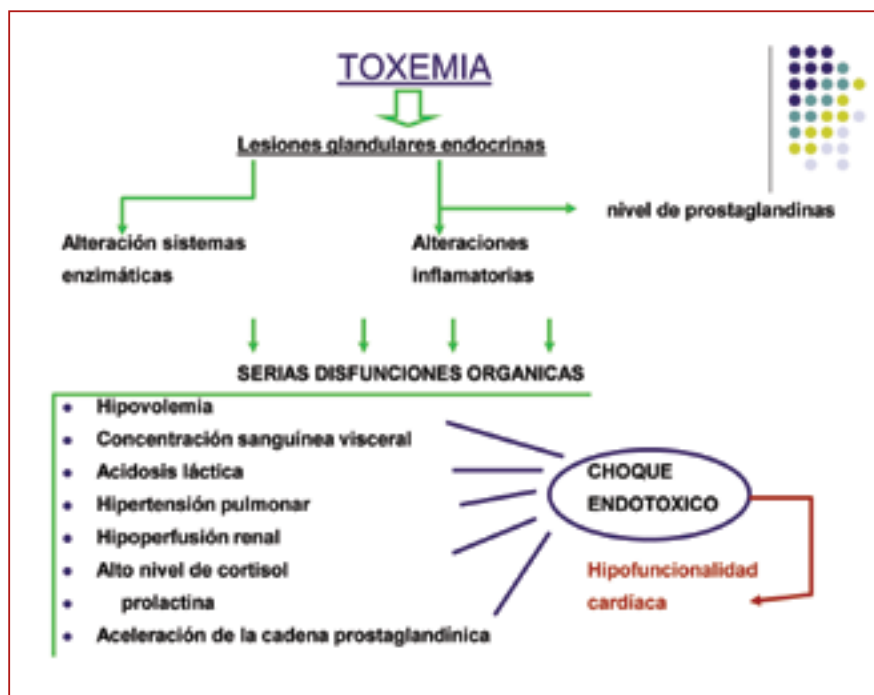 TOXEMIA
Lesiones glandulares endocrinas
nivel de prostaglandinas
Alteración sistemas
enzimáticas
Alteraciones
inflamatorias
SERIAS DISFUNCIONES ORGANICAS
• Hipovolemia
• Concentración sanguínea visceral
• Acidosis láctica
• Hipertensión pulmonar
• Hipoperfusión renal
• Alto nivel de cortisol
• prolactina
• Aceleración de la cadena prostaglandínica
CHOQUE
ENDOTOXICO
Hipofuncionalidad
cardíaca